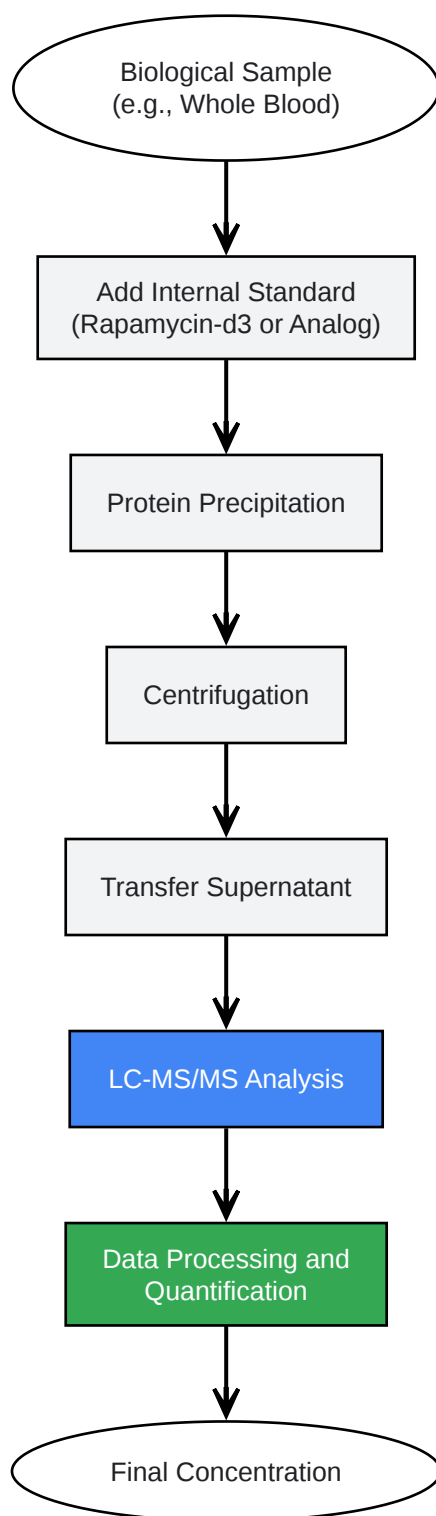 Biological Sample
(e.g., Whole Blood)
Add Internal Standard
(Rapamycin-d3 or Analog)
Protein Precipitation
Centrifugation
Transfer Supernatant
LC-MS/MS Analysis
Data Processing and
Quantification
Final Concentration